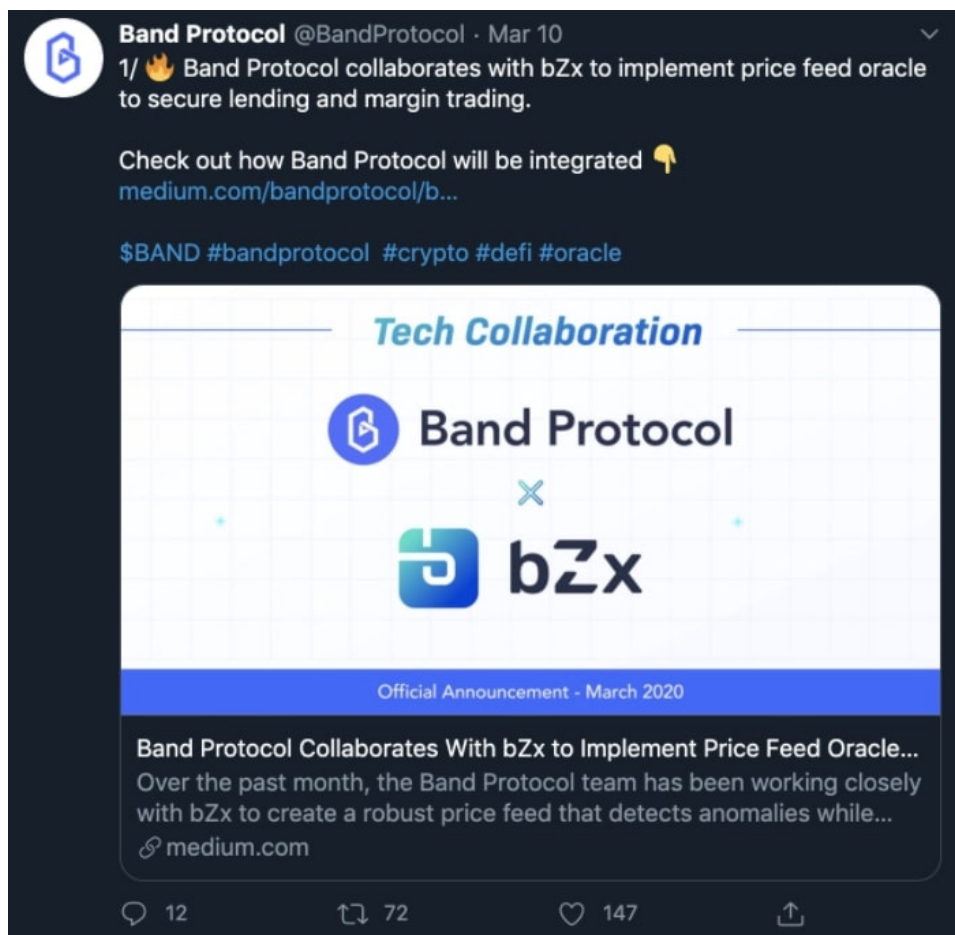 Band Protocol @BandProtocol · Mar 10
1/ 🔥 Band Protocol collaborates with bZx to implement price feed oracle
to secure lending and margin trading.
Check out how Band Protocol will be integrated 👇
medium.com/bandprotocol/b...
$BAND #bandprotocol #crypto #defi #oracle
Tech Collaboration
Band Protocol
×
bZx
Official Announcement - March 2020
Band Protocol Collaborates With bZx to Implement Price Feed Oracle...
Over the past month, the Band Protocol team has been working closely
with bZx to create a robust price feed that detects anomalies while...
medium.com
12 72 147